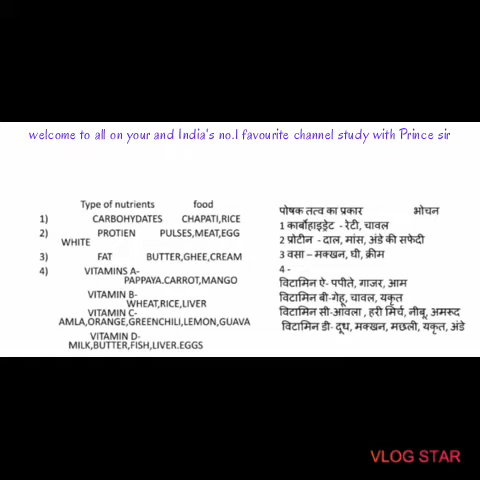 welcome to all on your and India's no.1 favourite channel study with Prince sir
Type of nutrients food
1) CARBOHYDATES CHAPATI,RICE
2) PROTIEN PULSES,MEAT,EGG
WHITE
3) FAT BUTTER,GHEE,CREAM
4) VITAMINS A-
PAPPAYA.CARROT,MANGO
VITAMIN B-
WHEAT,RICE,LIVER
VITAMIN C-
AMLA,ORANGE,GREENCHILI,LEMON,GUAVA
VITAMIN D-
MILK,BUTTER,FISH,LIVER.EGGS
पोषक तत्व का प्रकार भोचन
1 कार्बोहाइड्रेट - रेटी, चावल
2 प्रोटीन - दाल, मांस, अंडे की सफेदी
3 वसा – मक्खन, घी, क्रीम
4 -
विटामिन ऐ- पपीते, गाजर, आम
विटामिन बी-गेहू, चावल, यकृत
विटामिन सी-आंवला , हरी मिर्च, नीबू, अमरूद
विटामिन डी- दूध, मक्खन, मछली, यकृत, अंडे
VLOG STAR